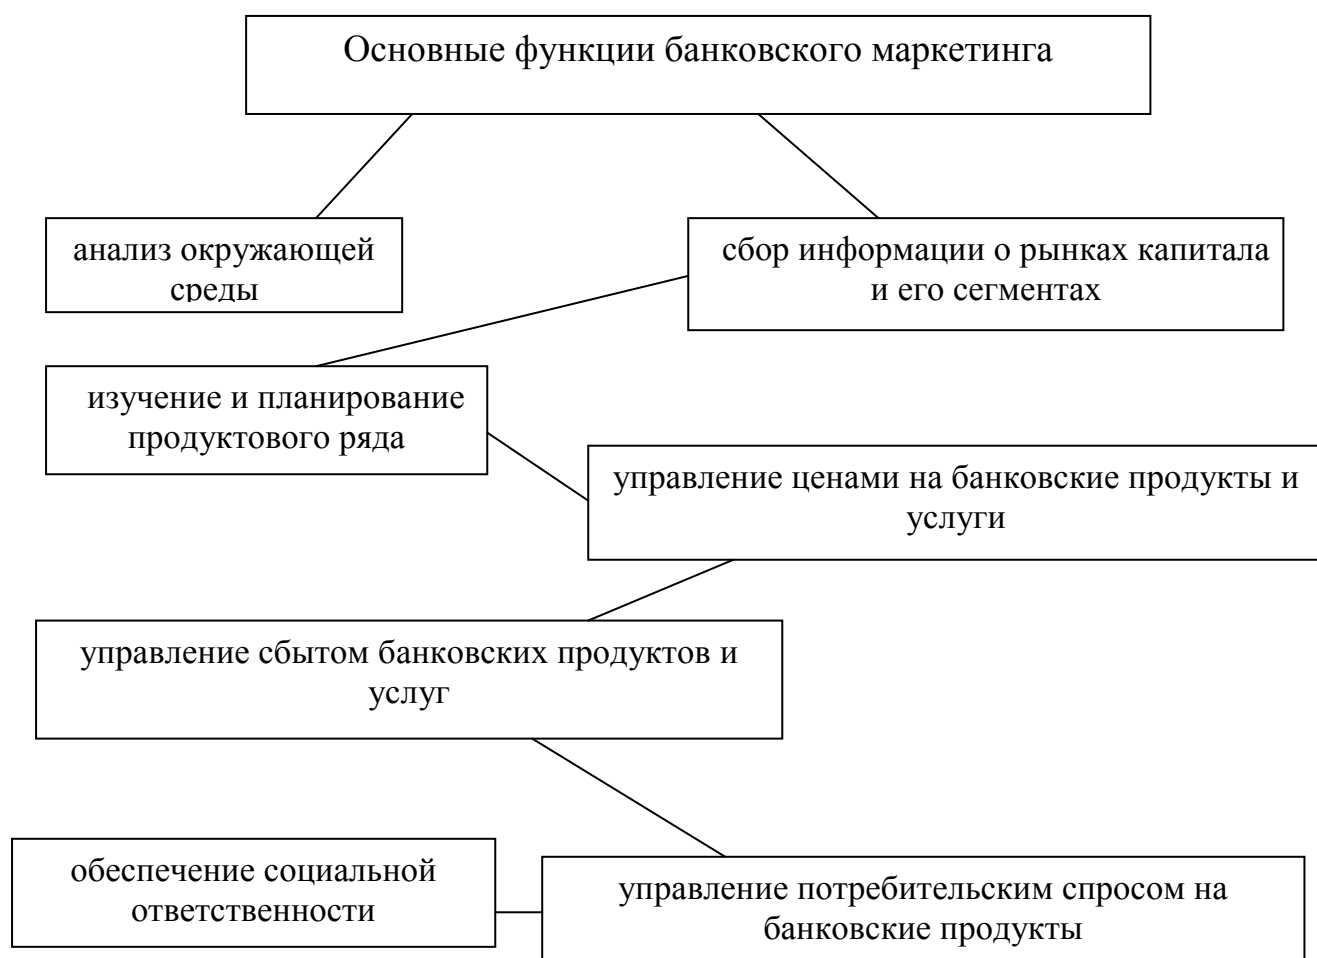 Основные функции банковского маркетинга
анализ окружающей
среды
сбор информации о рынках капитала
и его сегментах
изучение и планирование
продуктового ряда
управление ценами на банковские продукты и
услуги
управление сбытом банковских продуктов и
услуг
обеспечение социальной
ответственности
управление потребительским спросом на
банковские продукты